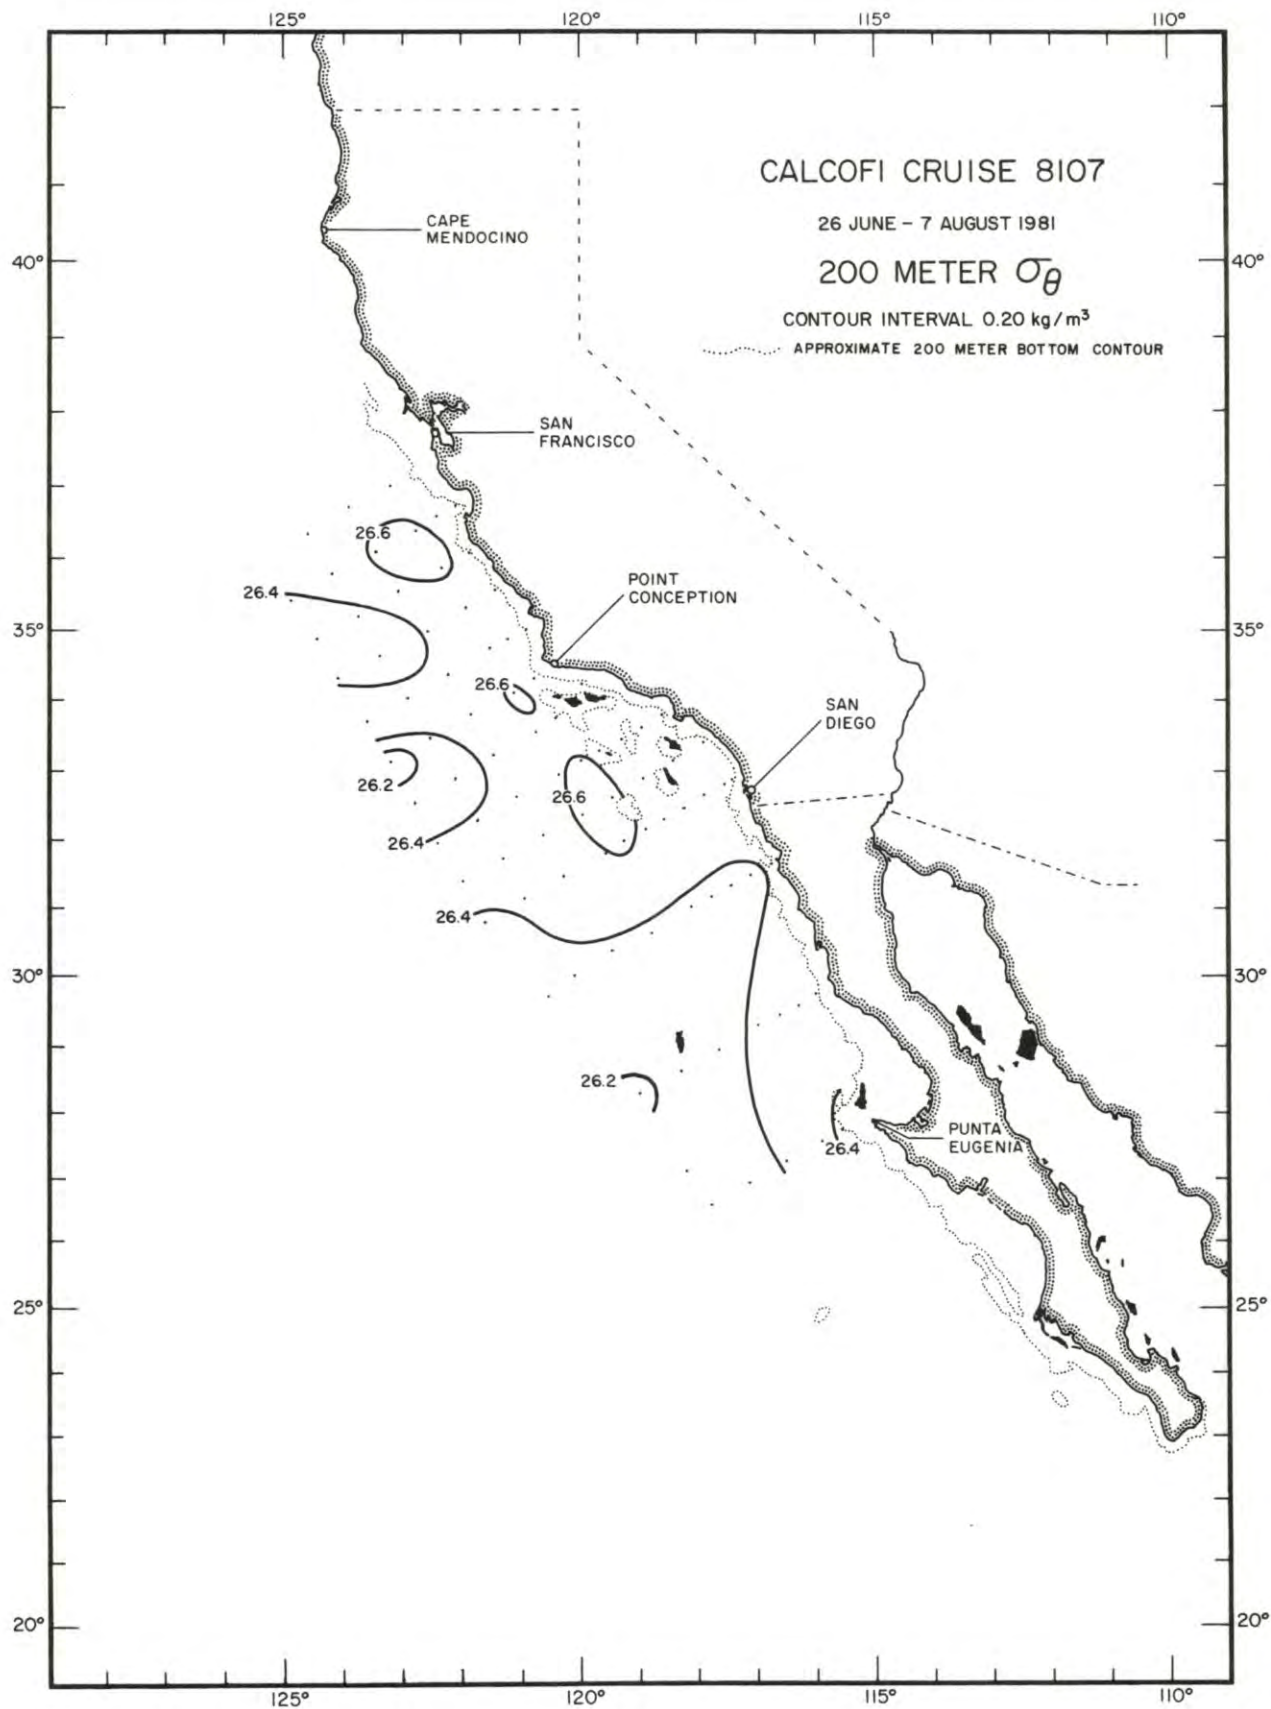 125° 120° 115° 110°
CALCOFI CRUISE 8107
26 JUNE – 7 AUGUST 1981
CAPE
MENDOCINO
40° 200 METER σθ 40°
CONTOUR INTERVAL 0.20 kg/m³
APPROXIMATE 200 METER BOTTOM CONTOUR
SAN
FRANCISCO
26.6
POINT
CONCEPTION
26.4
35° 35°
26.6
SAN
DIEGO
26.2
26.6
26.4
26.4
30° 30°
26.2
PUNTA
EUGENIA
26.4
25° 25°
20° 20°
125° 120° 115° 110°